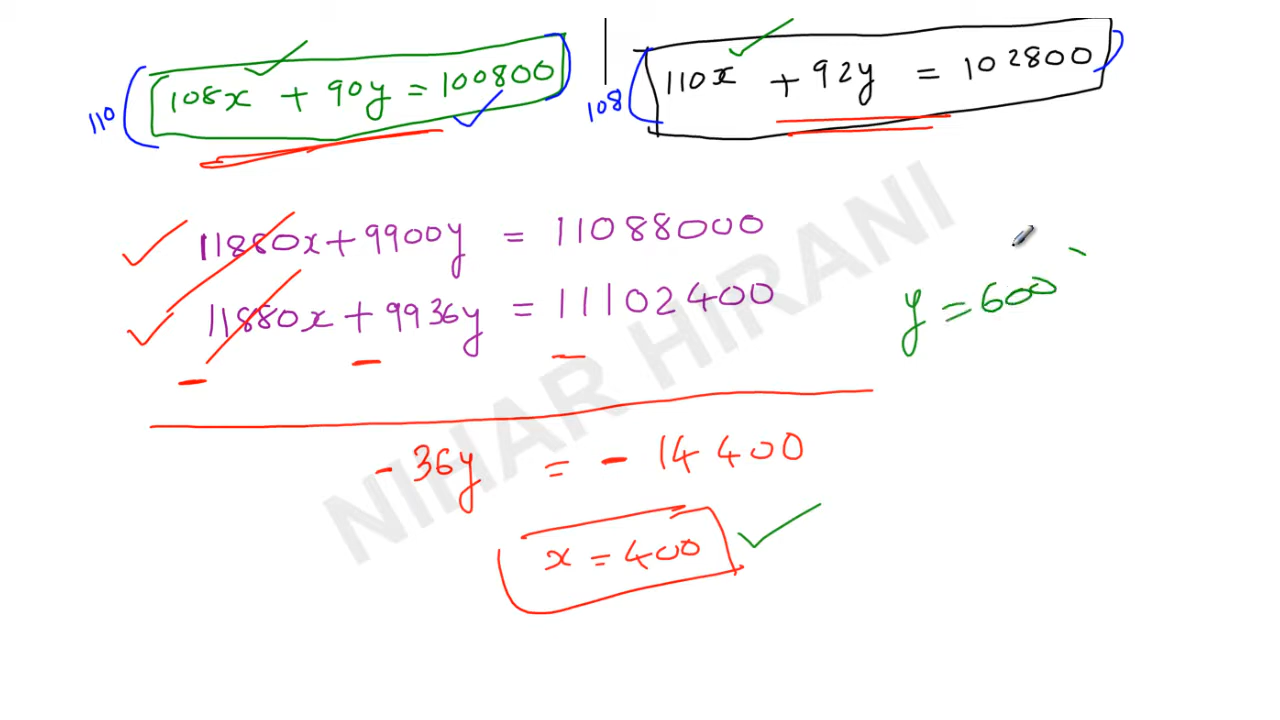 108x + 90y = 100800
110x + 92y = 102800
110
108
11880x + 9900y = 11088000
11880x + 9936y = 11102400
- - -
- 36y = - 14400
x = 400
y = 600
NIHAR HIRANI